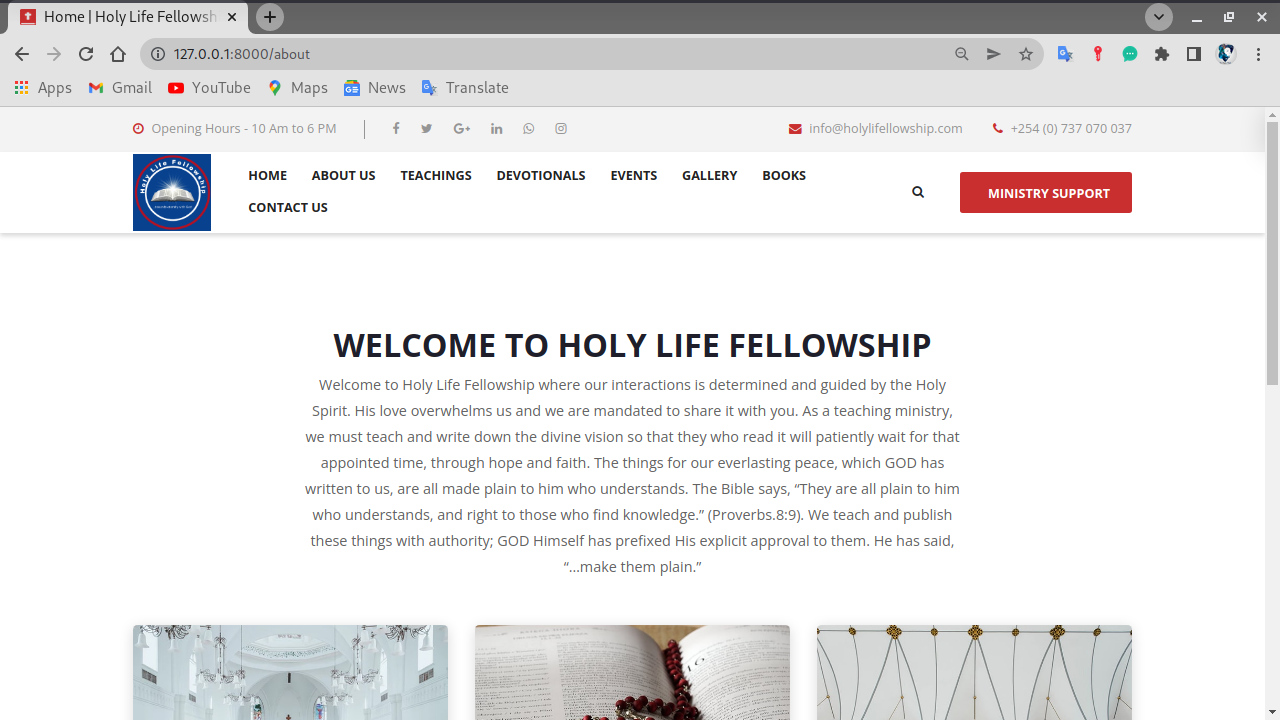 Home | Holy Life Fellowsh
127.0.0.1:8000/about
Apps Gmail YouTube Maps News Translate
Opening Hours - 10 Am to 6 PM info@holylifellowship.com +254 (0) 737 070 037
Holy Life Fellowship
HOME ABOUT US TEACHINGS DEVOTIONALS EVENTS GALLERY BOOKS
CONTACT US
MINISTRY SUPPORT
WELCOME TO HOLY LIFE FELLOWSHIP
Welcome to Holy Life Fellowship where our interactions is determined and guided by the Holy
Spirit. His love overwhelms us and we are mandated to share it with you. As a teaching ministry,
we must teach and write down the divine vision so that they who read it will patiently wait for that
appointed time, through hope and faith. The things for our everlasting peace, which GOD has
written to us, are all made plain to him who understands. The Bible says, “They are all plain to him
who understands, and right to those who find knowledge.” (Proverbs.8:9). We teach and publish
these things with authority; GOD Himself has prefixed His explicit approval to them. He has said,
“...make them plain.”